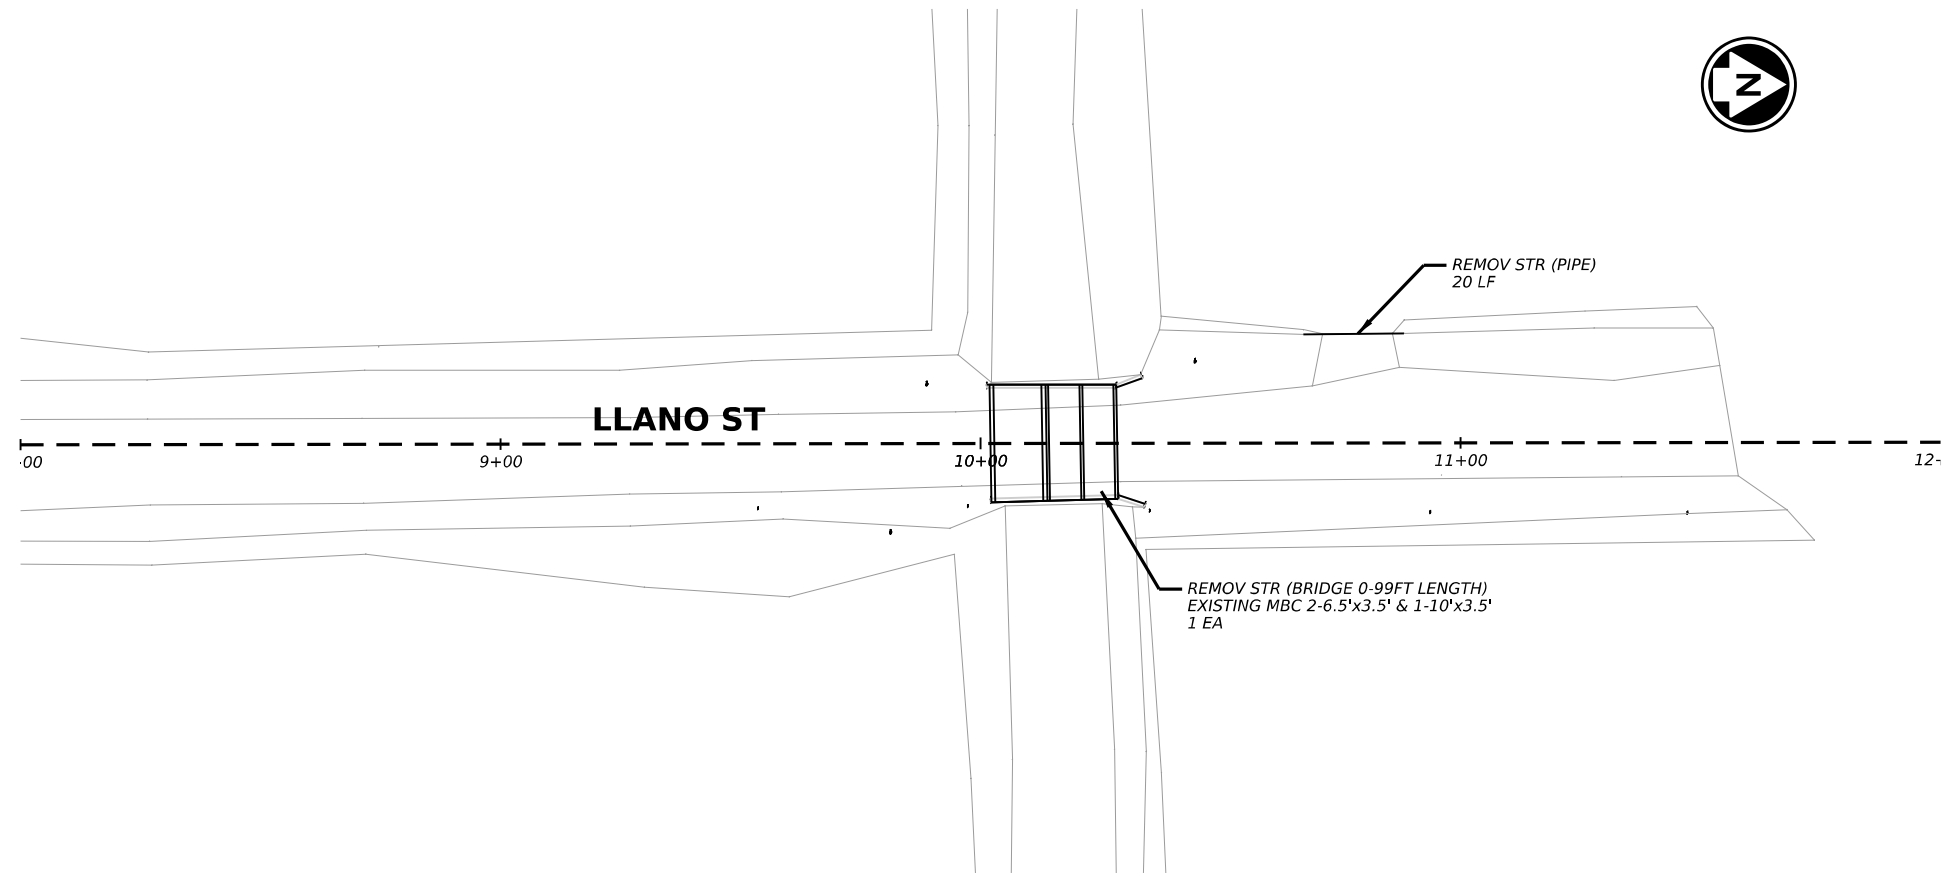 N
REMOV STR (PIPE)
20 LF
LLANO ST
00
9+00
10+00
11+00
12-
REMOV STR (BRIDGE 0-99FT LENGTH)
EXISTING MBC 2-6.5'x3.5' & 1-10'x3.5'
1 EA